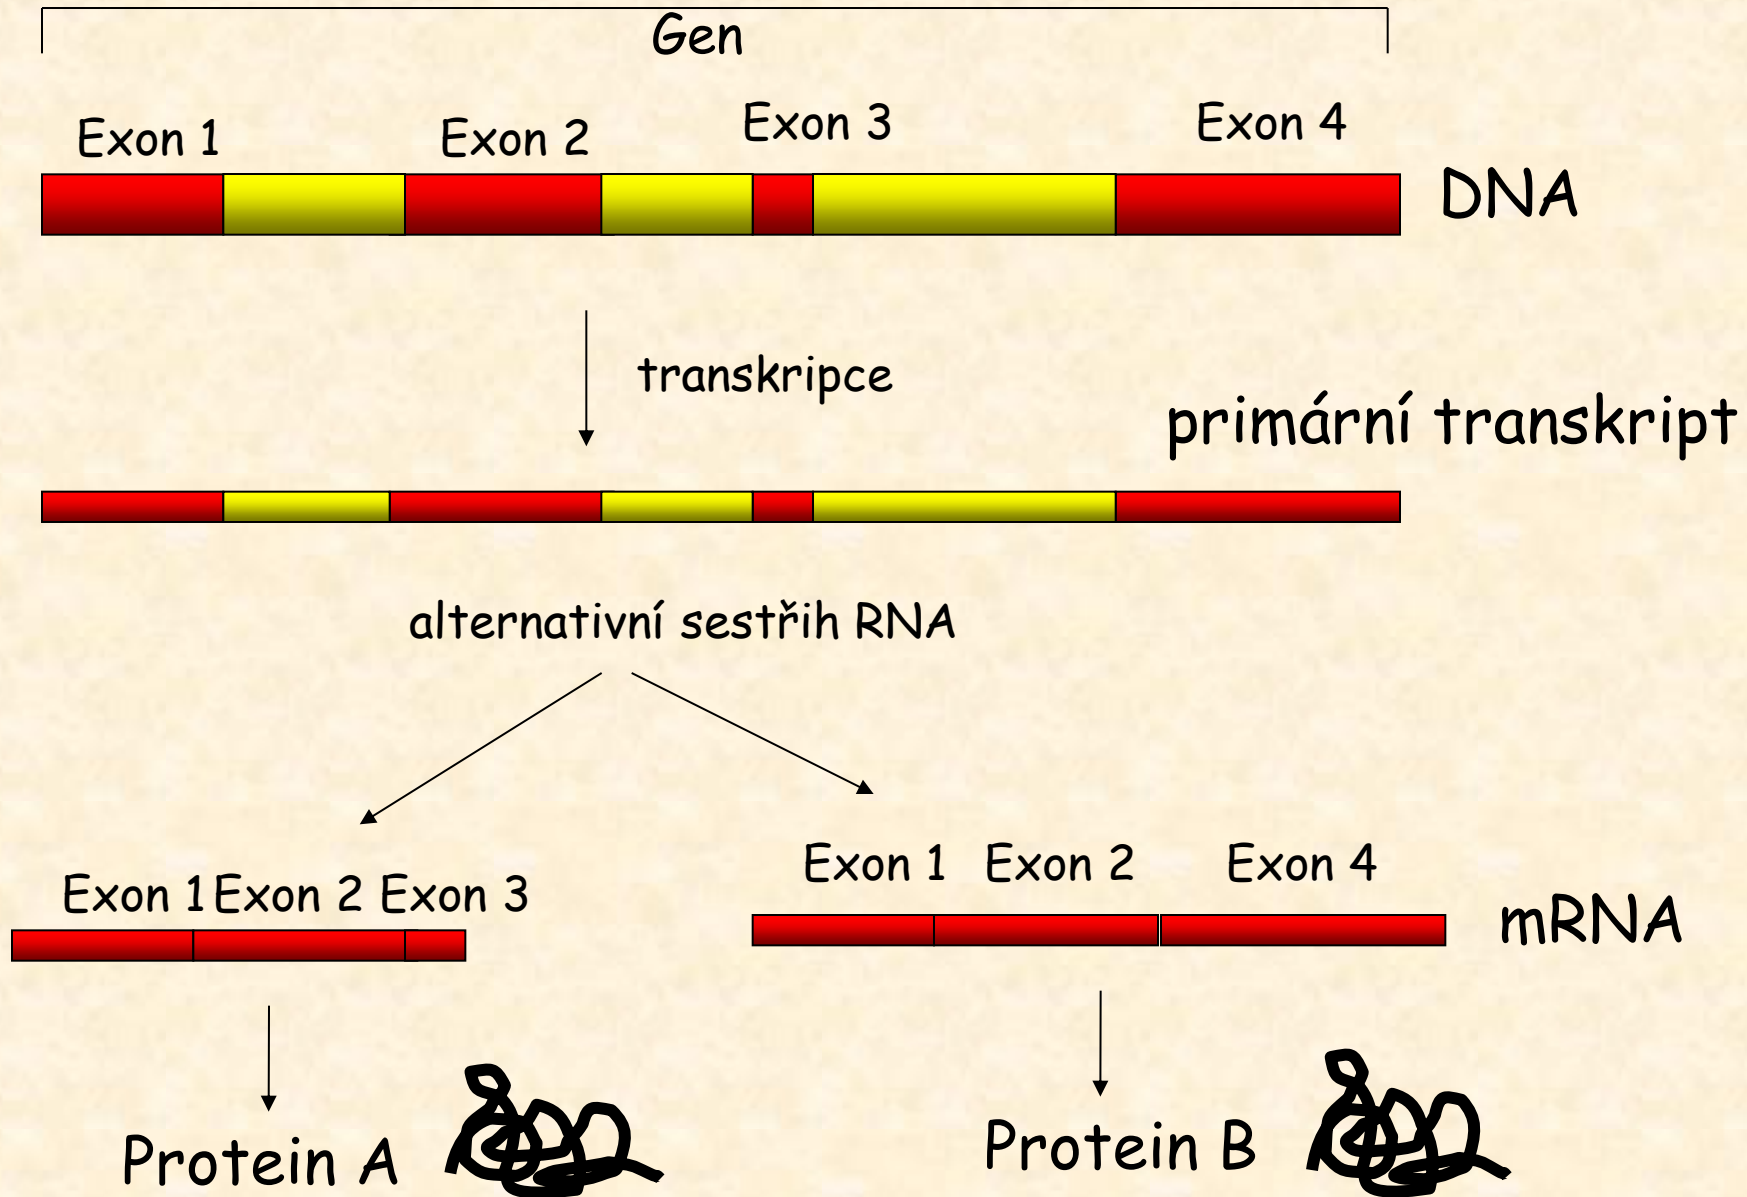 Gen
Exon 1 Exon 2 Exon 3 Exon 4
DNA
transkripce
primární transkript
alternativní sestřih RNA
Exon 1 Exon 2 Exon 3
Exon 1 Exon 2 Exon 4
mRNA
Protein A
Protein B